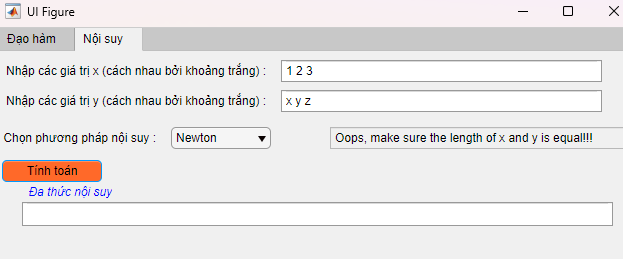 UI Figure
Đạo hàm Nội suy
Nhập các giá trị x (cách nhau bởi khoảng trắng) : 1 2 3
Nhập các giá trị y (cách nhau bởi khoảng trắng) : x y z
Chọn phương pháp nội suy : Newton Oops, make sure the length of x and y is equal!!!
Tính toán
Đa thức nội suy